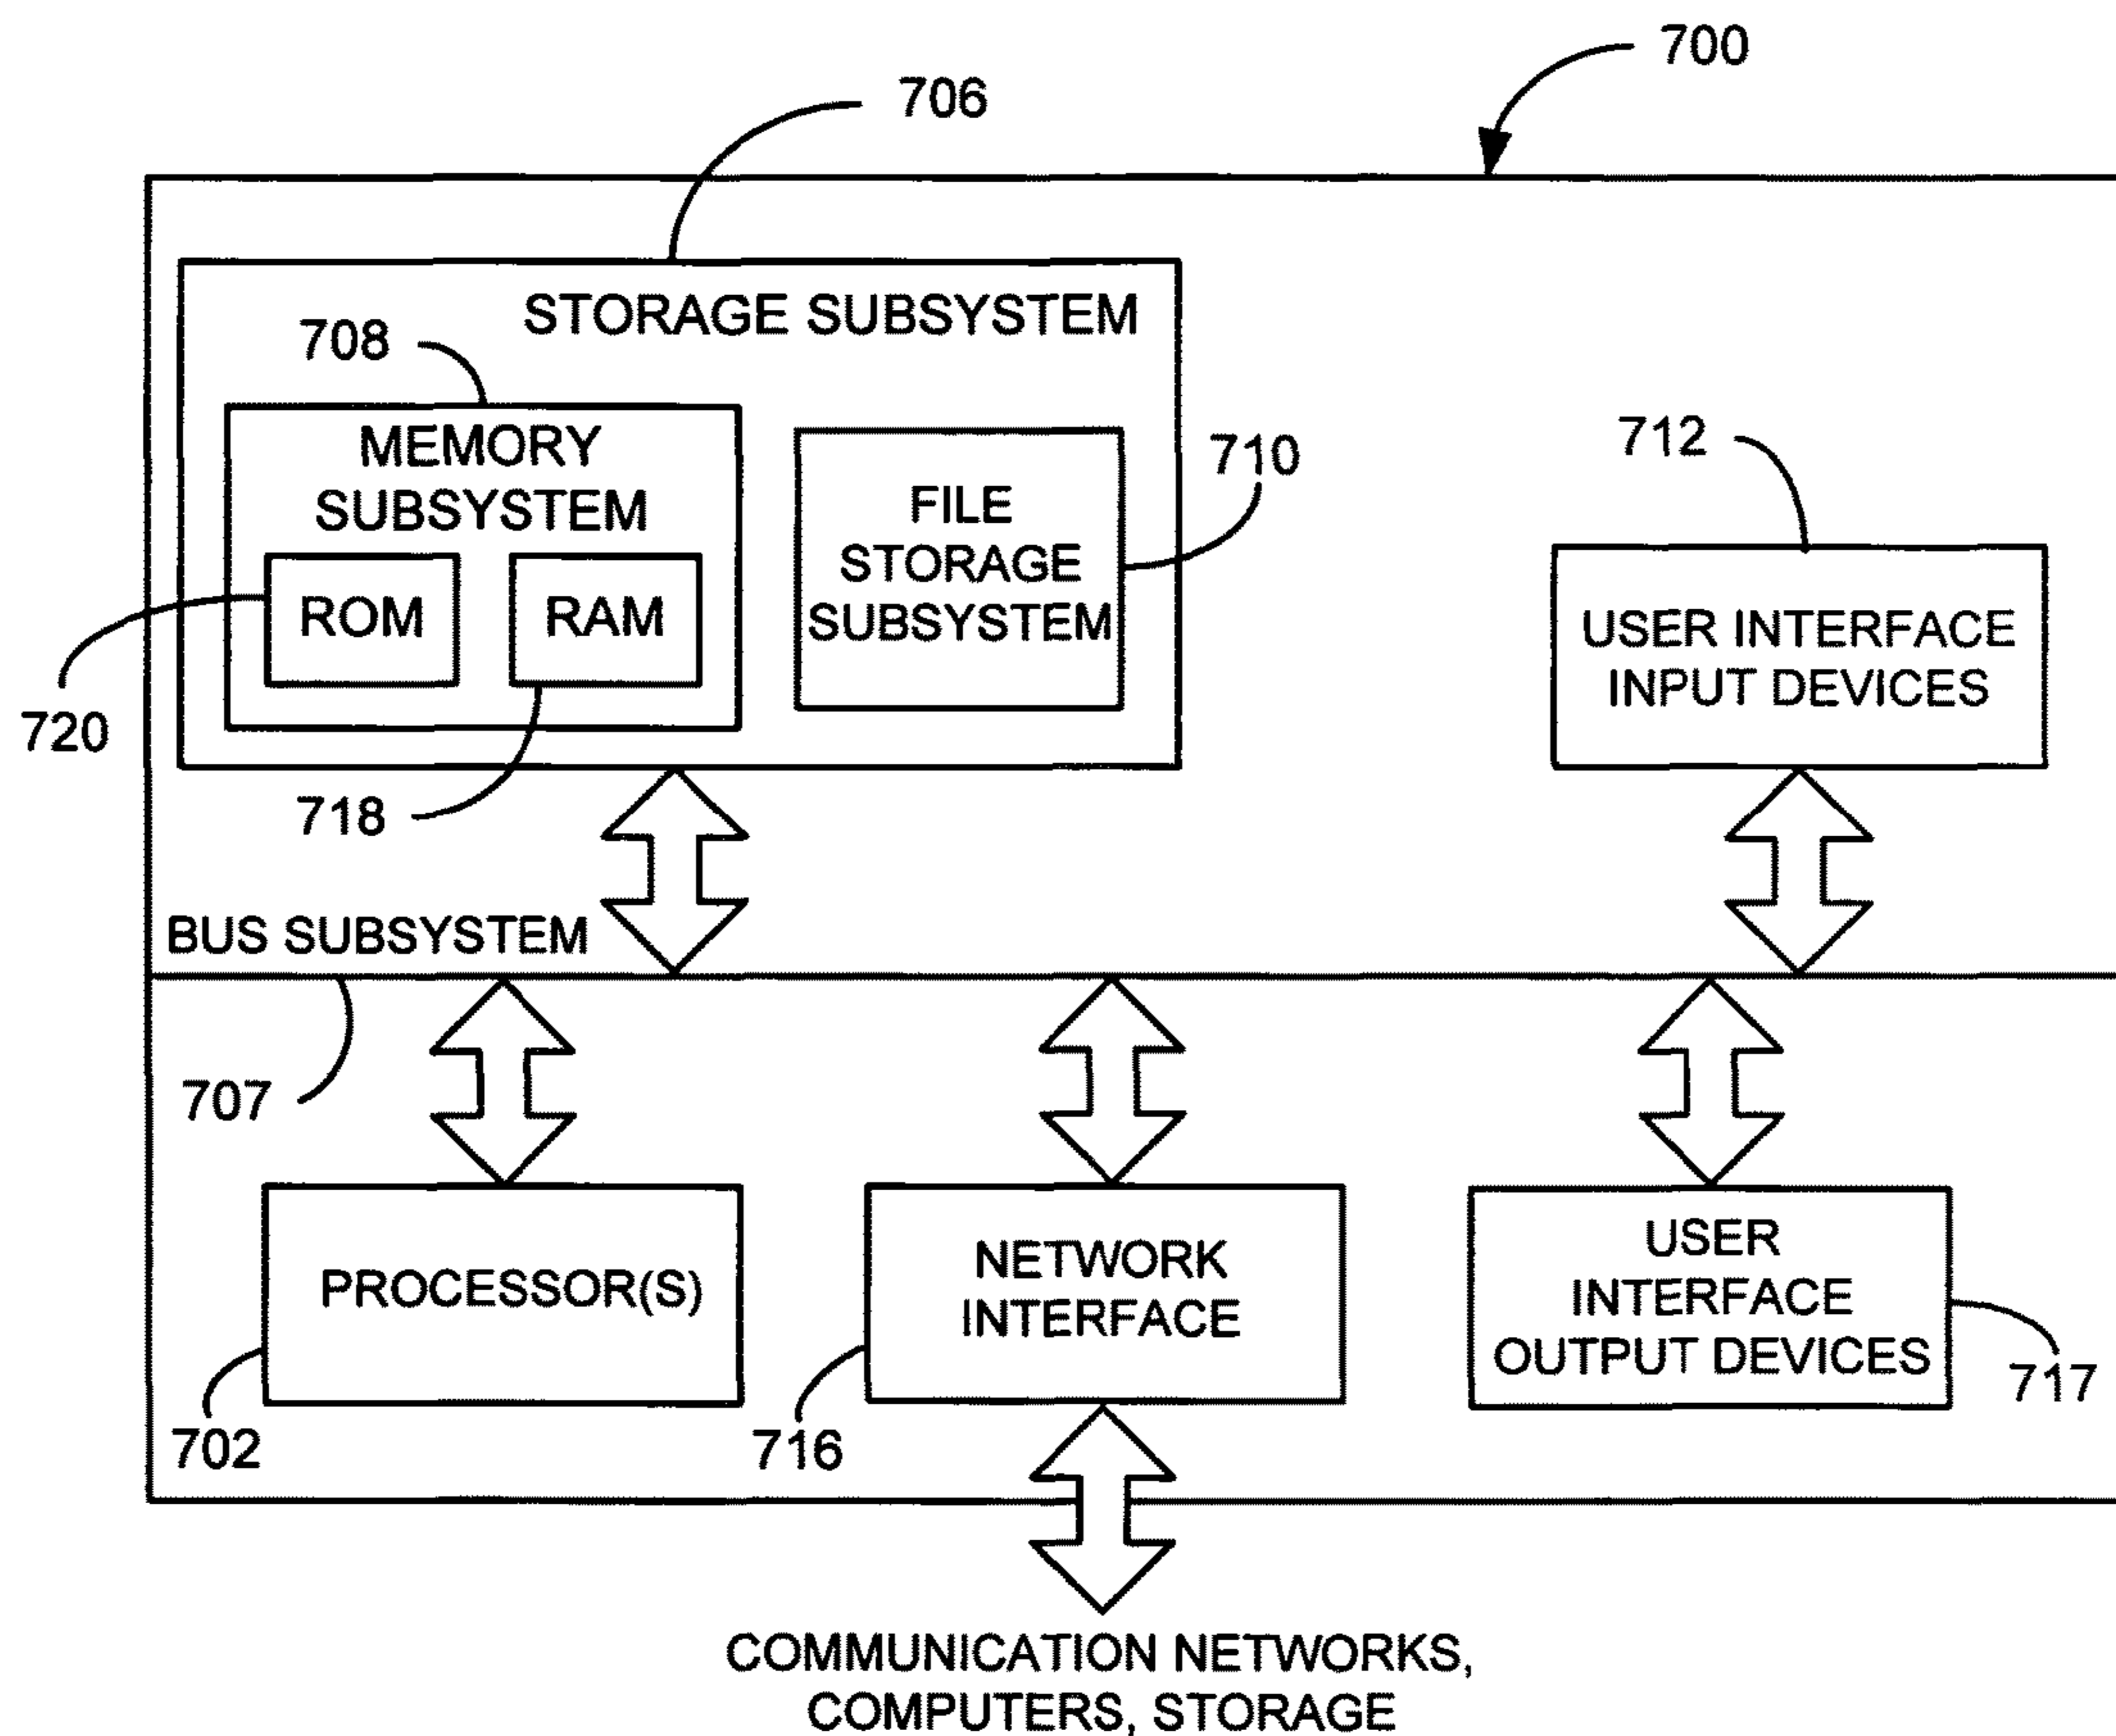 700
706
STORAGE SUBSYSTEM
708
MEMORY
SUBSYSTEM
ROM
RAM
720
718
FILE
STORAGE
SUBSYSTEM
710
712
USER INTERFACE
INPUT DEVICES
BUS SUBSYSTEM
707
PROCESSOR(S)
702
NETWORK
INTERFACE
716
USER
INTERFACE
OUTPUT DEVICES
717
COMMUNICATION NETWORKS,
COMPUTERS, STORAGE